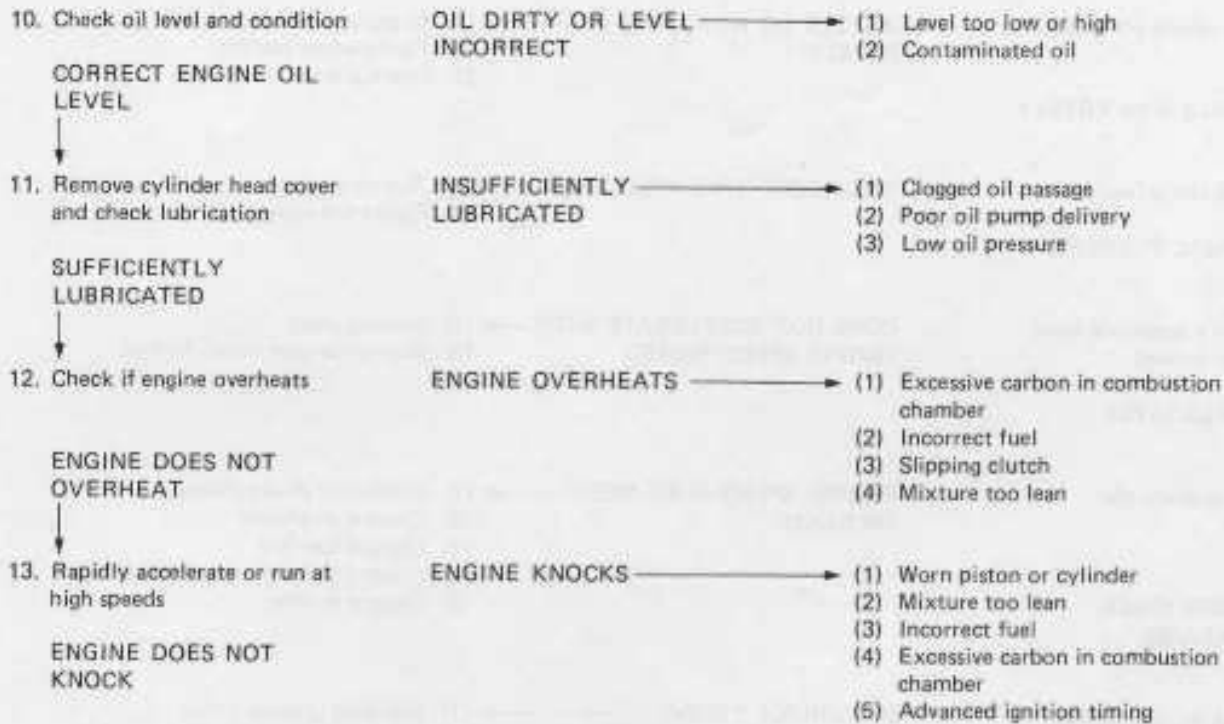 10. Check oil level and condition
OIL DIRTY OR LEVEL
INCORRECT
(1) Level too low or high
(2) Contaminated oil
CORRECT ENGINE OIL
LEVEL
11. Remove cylinder head cover
and check lubrication
INSUFFICIENTLY
LUBRICATED
(1) Clogged oil passage
(2) Poor oil pump delivery
(3) Low oil pressure
SUFFICIENTLY
LUBRICATED
12. Check if engine overheats
ENGINE OVERHEATS
(1) Excessive carbon in combustion
chamber
(2) Incorrect fuel
(3) Slipping clutch
(4) Mixture too lean
ENGINE DOES NOT
OVERHEAT
13. Rapidly accelerate or run at
high speeds
ENGINE KNOCKS
(1) Worn piston or cylinder
(2) Mixture too lean
(3) Incorrect fuel
(4) Excessive carbon in combustion
chamber
(5) Advanced ignition timing
ENGINE DOES NOT
KNOCK